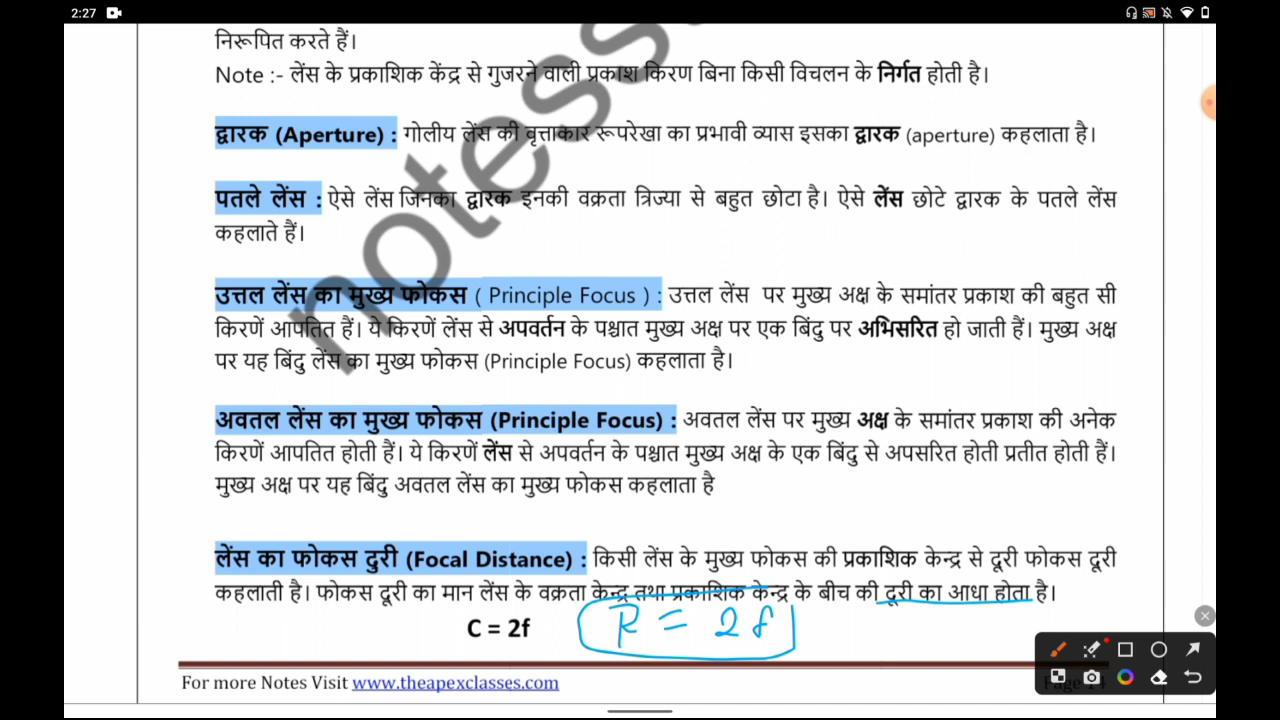 2:27
निरूपित करते हैं।
Note :- लेंस के प्रकाशिक केंद्र से गुजरने वाली प्रकाश किरण बिना किसी विचलन के निर्गत होती है।
द्वारक (Aperture) : गोलीय लेंस की वृत्ताकार रूपरेखा का प्रभावी व्यास इसका द्वारक (aperture) कहलाता है।
पतले लेंस : ऐसे लेंस जिनका द्वारक इनकी वक्रता त्रिज्या से बहुत छोटा है। ऐसे लेंस छोटे द्वारक के पतले लेंस
कहलाते हैं।
उत्तल लेंस का मुख्य फोकस ( Principle Focus ) : उत्तल लेंस पर मुख्य अक्ष के समांतर प्रकाश की बहुत सी
किरणें आपतित हैं। ये किरणें लेंस से अपवर्तन के पश्चात मुख्य अक्ष पर एक बिंदु पर अभिसरित हो जाती हैं। मुख्य अक्ष
पर यह बिंदु लेंस का मुख्य फोकस (Principle Focus) कहलाता है।
अवतल लेंस का मुख्य फोकस (Principle Focus) : अवतल लेंस पर मुख्य अक्ष के समांतर प्रकाश की अनेक
किरणें आपतित होती हैं। ये किरणें लेंस से अपवर्तन के पश्चात मुख्य अक्ष के एक बिंदु से अपसरित होती प्रतीत होती हैं।
मुख्य अक्ष पर यह बिंदु अवतल लेंस का मुख्य फोकस कहलाता है
लेंस का फोकस दुरी (Focal Distance) : किसी लेंस के मुख्य फोकस की प्रकाशिक केन्द्र से दूरी फोकस दूरी
कहलाती है। फोकस दूरी का मान लेंस के वक्रता केन्द्र तथा प्रकाशिक केन्द्र के बीच की दूरी का आधा होता है।
C = 2f R = 2f
For more Notes Visit www.theapexclasses.com
notess